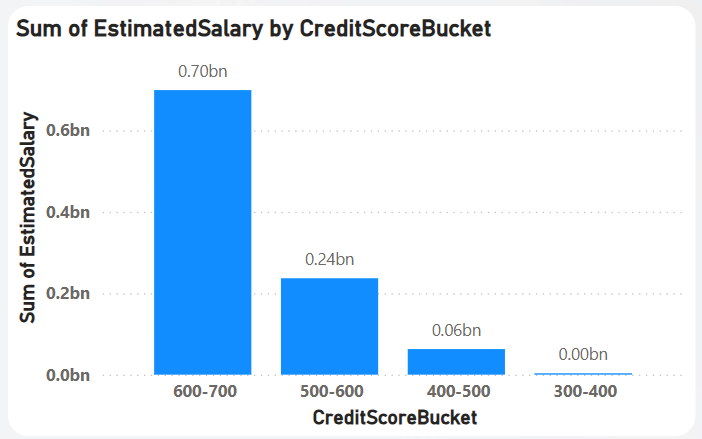 Sum of EstimatedSalary by CreditScoreBucket
Sum of EstimatedSalary
0.6bn
0.4bn
0.2bn
0.0bn
0.70bn
0.24bn
0.06bn
0.00bn
600-700
500-600
400-500
300-400
CreditScoreBucket